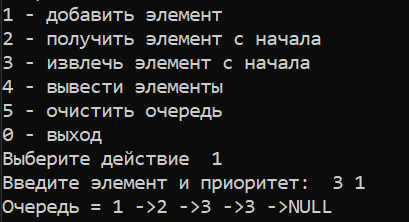 1 - добавить элемент
2 - получить элемент с начала
3 - извлечь элемент с начала
4 - вывести элементы
5 - очистить очередь
0 - выход
Выберите действие  1
Введите элемент и приоритет:  3 1
Очередь = 1 ->2 ->3 ->3 ->NULL